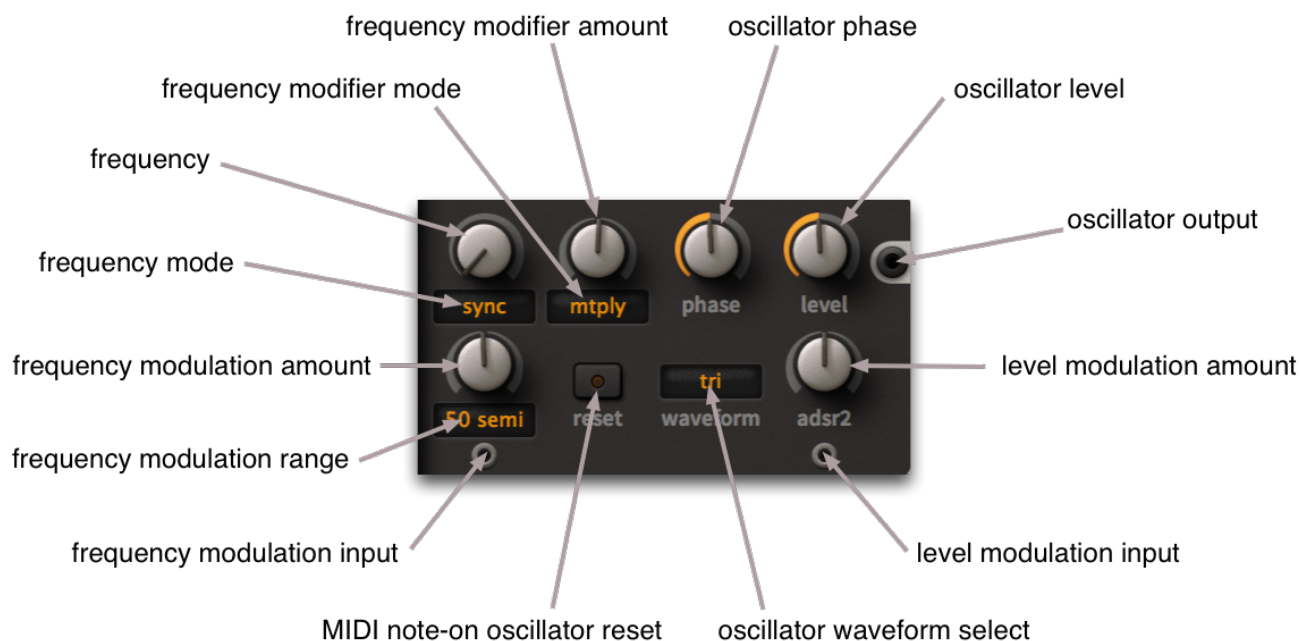 frequency modifier amount
oscillator phase
frequency modifier mode
oscillator level
frequency
oscillator output
frequency mode
sync
mtply
phase
level
frequency modulation amount
level modulation amount
tri
50 semi
reset
waveform
adsr2
frequency modulation range
frequency modulation input
level modulation input
MIDI note-on oscillator reset
oscillator waveform select